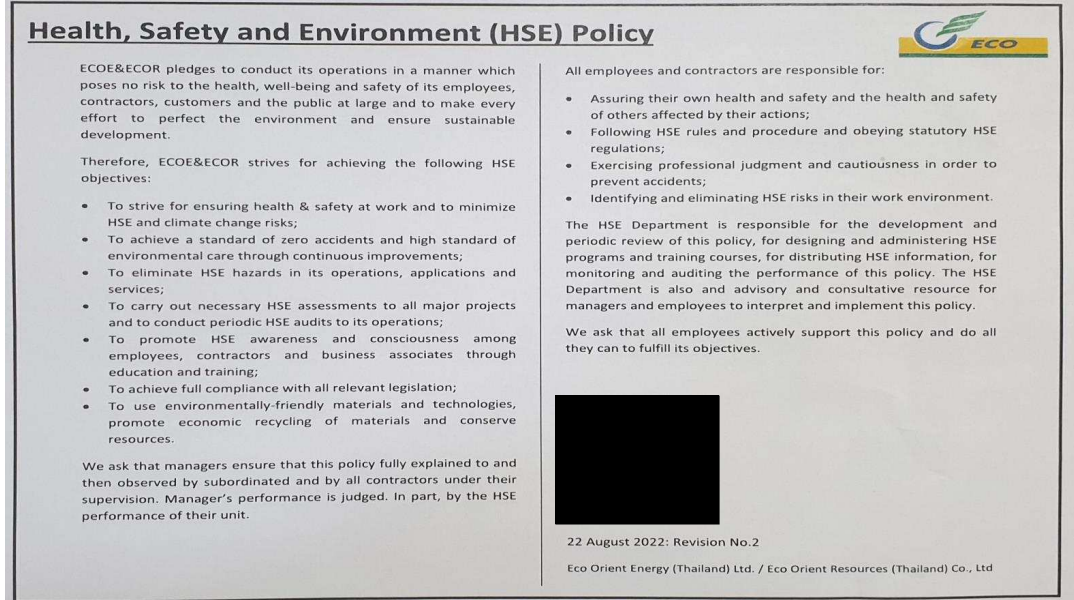 Health, Safety and Environment (HSE) Policy
ECO
ECOE&ECOR pledges to conduct its operations in a manner which
poses no risk to the health, well-being and safety of its employees,
contractors, customers and the public at large and to make every
effort to perfect the environment and ensure sustainable
development.
Therefore, ECOE&ECOR strives for achieving the following HSE
objectives:
• To strive for ensuring health & safety at work and to minimize
HSE and climate change risks;
• To achieve a standard of zero accidents and high standard of
environmental care through continuous improvements;
• To eliminate HSE hazards in its operations, applications and
services;
• To carry out necessary HSE assessments to all major projects
and to conduct periodic HSE audits to its operations;
• To promote HSE awareness and consciousness among
employees, contractors and business associates through
education and training;
• To achieve full compliance with all relevant legislation;
• To use environmentally-friendly materials and technologies,
promote economic recycling of materials and conserve
resources.
We ask that managers ensure that this policy fully explained to and
then observed by subordinated and by all contractors under their
supervision. Manager's performance is judged. In part, by the HSE
performance of their unit.
All employees and contractors are responsible for:
• Assuring their own health and safety and the health and safety
of others affected by their actions;
• Following HSE rules and procedure and obeying statutory HSE
regulations;
• Exercising professional judgment and cautiousness in order to
prevent accidents;
• Identifying and eliminating HSE risks in their work environment.
The HSE Department is responsible for the development and
periodic review of this policy, for designing and administering HSE
programs and training courses, for distributing HSE information, for
monitoring and auditing the performance of this policy. The HSE
Department is also and advisory and consultative resource for
managers and employees to interpret and implement this policy.
We ask that all employees actively support this policy and do all
they can to fulfill its objectives.
22 August 2022: Revision No.2
Eco Orient Energy (Thailand) Ltd. / Eco Orient Resources (Thailand) Co., Ltd